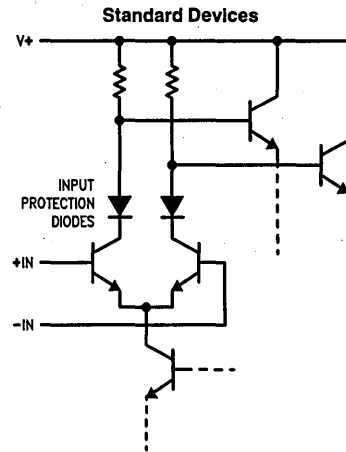 Standard Devices
V+
INPUT
PROTECTION
DIODES
+IN
-IN